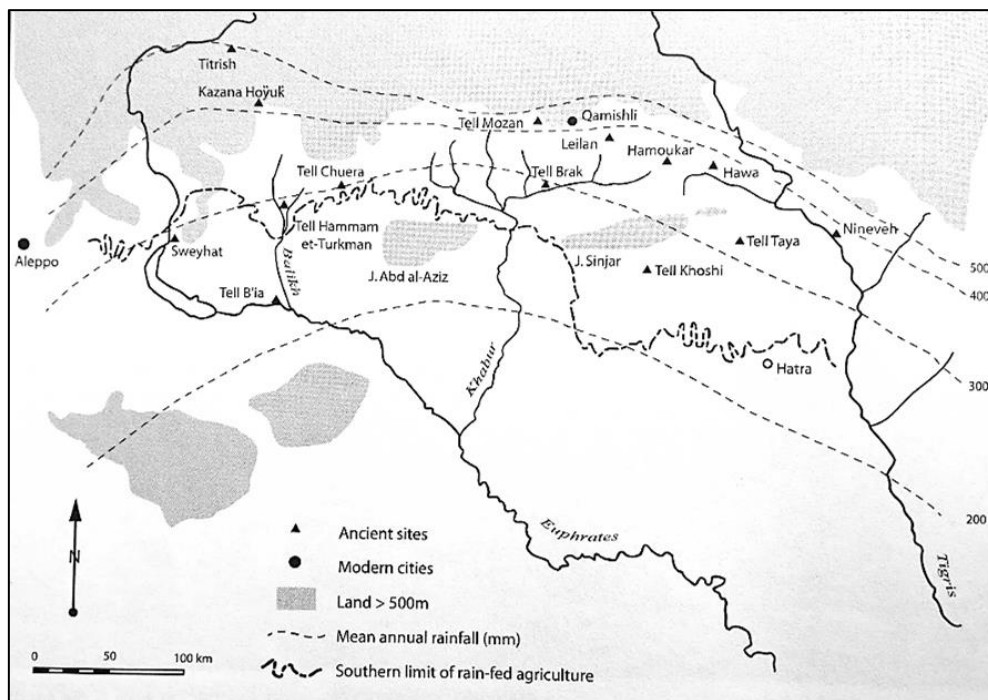 Titrish
Kazana Hoÿuk
Tell Mozan
Qamishli
Leilan
Hamoukar
Hawa
Tell Chuera
Tell Brak
Tell Hammam
et-Turkman
Nineveh
Aleppo
Sweyhat
Balikh
J. Abd al-Aziz
J. Sinjar
Tell Taya
Tell Khoshi
500
400
Tell B'ia
Khabur
Hatra
300
200
Euphrates
Tigris
N
Ancient sites
Modern cities
Land > 500m
Mean annual rainfall (mm)
Southern limit of rain-fed agriculture
0 50 100 km